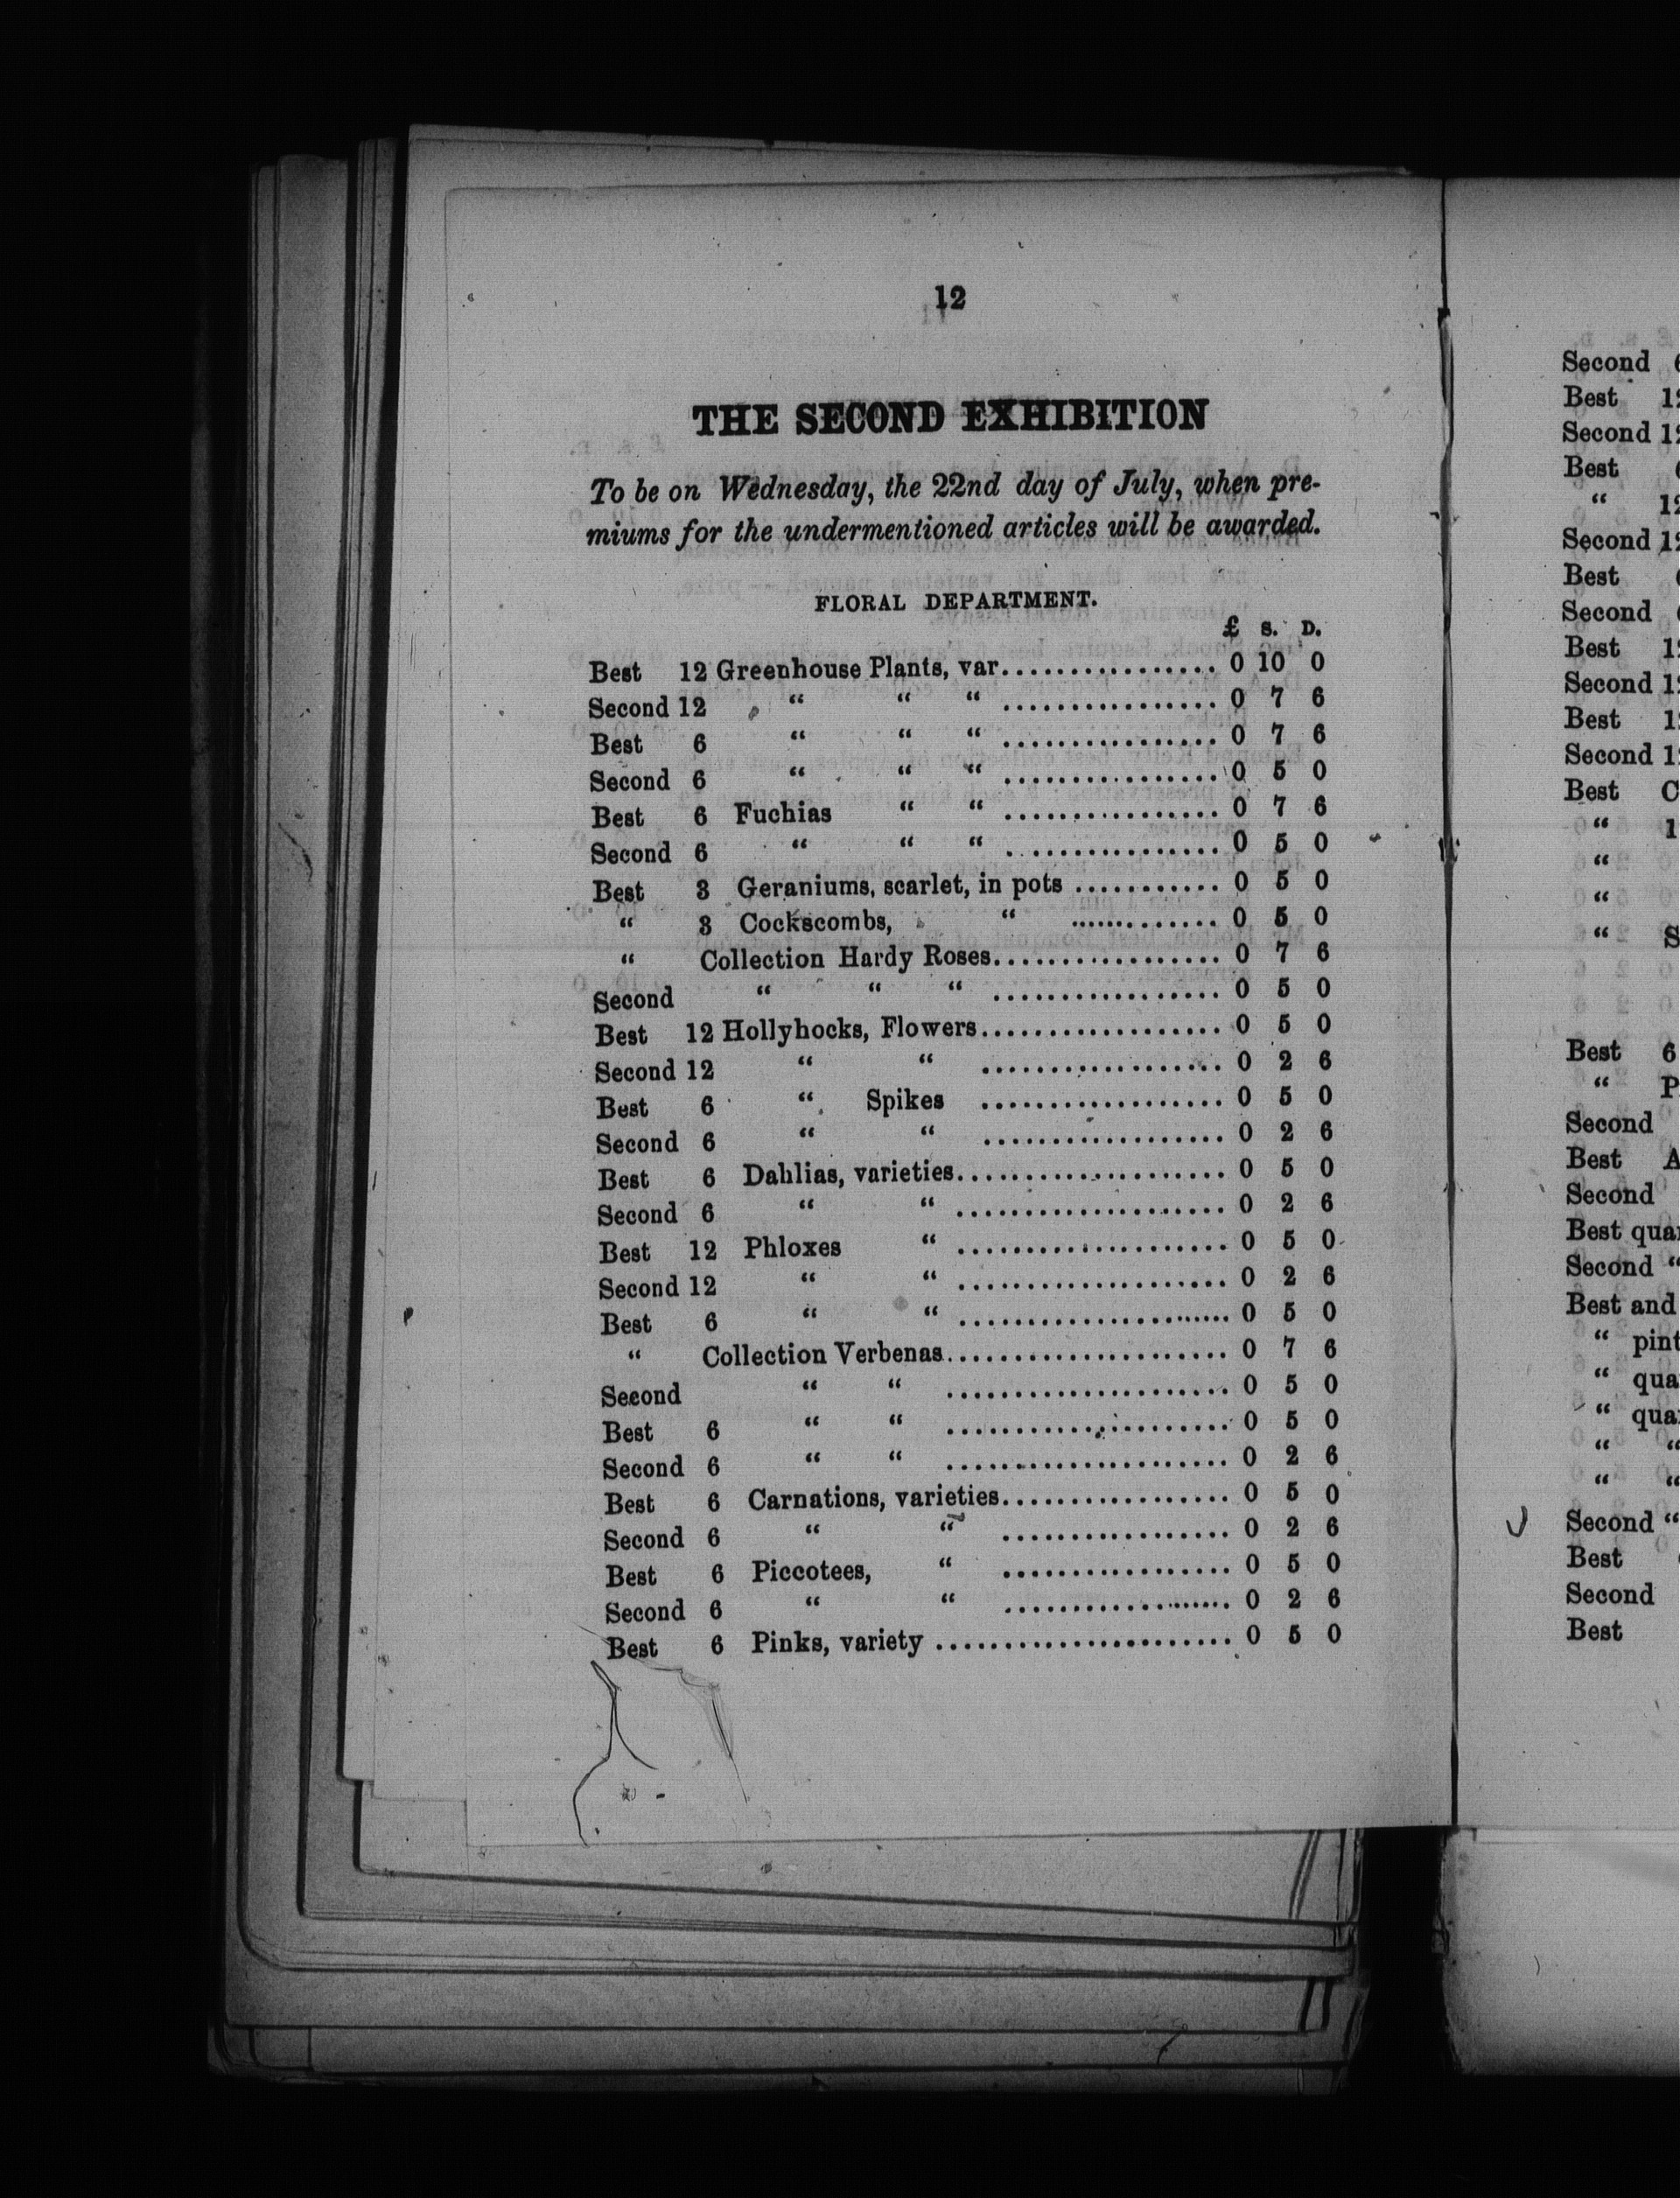 12
THE SECOND EXHIBITION
To be on Wednesday, the 22nd day of July, when pre-
miums for the undermentioned articles will be awarded.
FLORAL DEPARTMENT.
£ S. D.
Best 12 Greenhouse Plants, var................ 0 10 0
Second 12 “ “ “ ................ 0 7 6
Best 6 “ “ “ ................ 0 7 6
Second 6 “ “ “ ................ 0 5 0
Best 6 Fuchias “ “ ................ 0 7 6
Second 6 “ “ “ ................ 0 5 0
Best 3 Geraniums, scarlet, in pots ........... 0 5 0
“ 3 Cockscombs, “ ............ 0 5 0
“ Collection Hardy Roses................. 0 7 6
Second “ “ “ ................. 0 5 0
Best 12 Hollyhocks, Flowers.................. 0 5 0
Second 12 “ “ .................. 0 2 6
Best 6 “ Spikes .................. 0 5 0
Second 6 “ “ .................. 0 2 6
Best 6 Dahlias, varieties.................... 0 5 0
Second 6 “ “ .................... 0 2 6
Best 12 Phloxes “ .................... 0 5 0
Second 12 “ “ .................... 0 2 6
Best 6 “ “ .................... 0 5 0
“ Collection Verbenas..................... 0 7 6
Second “ “ ..................... 0 5 0
Best 6 “ “ ..................... 0 5 0
Second 6 “ “ ..................... 0 2 6
Best 6 Carnations, varieties................. 0 5 0
Second 6 “ “ ................. 0 2 6
Best 6 Piccotees, “ ................. 0 5 0
Second 6 “ “ ................. 0 2 6
Best 6 Pinks, variety ...................... 0 5 0
Second
Best
Second
Best
“
Second
Best
Second
Best
Second
Best
Second
Best
“
“
“
“
Best 6
“
Second
Best
Second
Best
Second “
Best and
“
“
“
“ “
“ “
Second “
Best
Second
Best